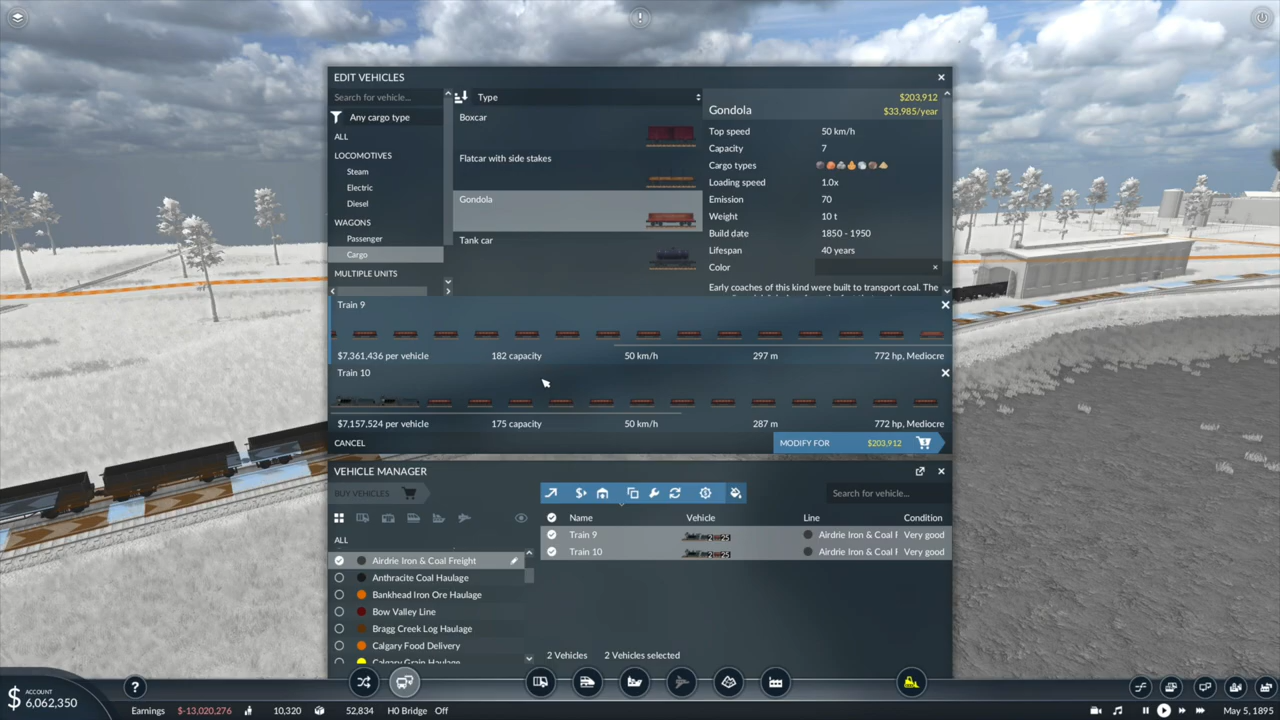 EDIT VEHICLES
Search for vehicle...
Any cargo type
ALL
LOCOMOTIVES
Steam
Electric
Diesel
WAGONS
Passenger
Cargo
MULTIPLE UNITS
Type
Boxcar
Flatcar with side stakes
Gondola
Tank car
$203,912
Gondola
$33,985/year
Top speed 50 km/h
Capacity 7
Cargo types
Loading speed 1.0x
Emission 70
Weight 10 t
Build date 1850 - 1950
Lifespan 40 years
Color
Early coaches of this kind were built to transport coal. The
Train 9
$7,361,436 per vehicle 182 capacity 50 km/h 297 m 772 hp, Mediocre
Train 10
$7,157,524 per vehicle 175 capacity 50 km/h 287 m 772 hp, Mediocre
CANCEL
MODIFY FOR $203,912
VEHICLE MANAGER
BUY VEHICLES
Search for vehicle...
ALL
Airdrie Iron & Coal Freight
Anthracite Coal Haulage
Bankhead Iron Ore Haulage
Bow Valley Line
Bragg Creek Log Haulage
Calgary Food Delivery
Calgary Grain Haulage
Name Vehicle Line Condition
Train 9 2 25 Airdrie Iron & Coal F Very good
Train 10 2 25 Airdrie Iron & Coal F Very good
2 Vehicles 2 Vehicles selected
ACCOUNT
$ 6,062,350
?
Earnings $-13,020,276 10,320 52,834 H0 Bridge Off
May 5, 1895